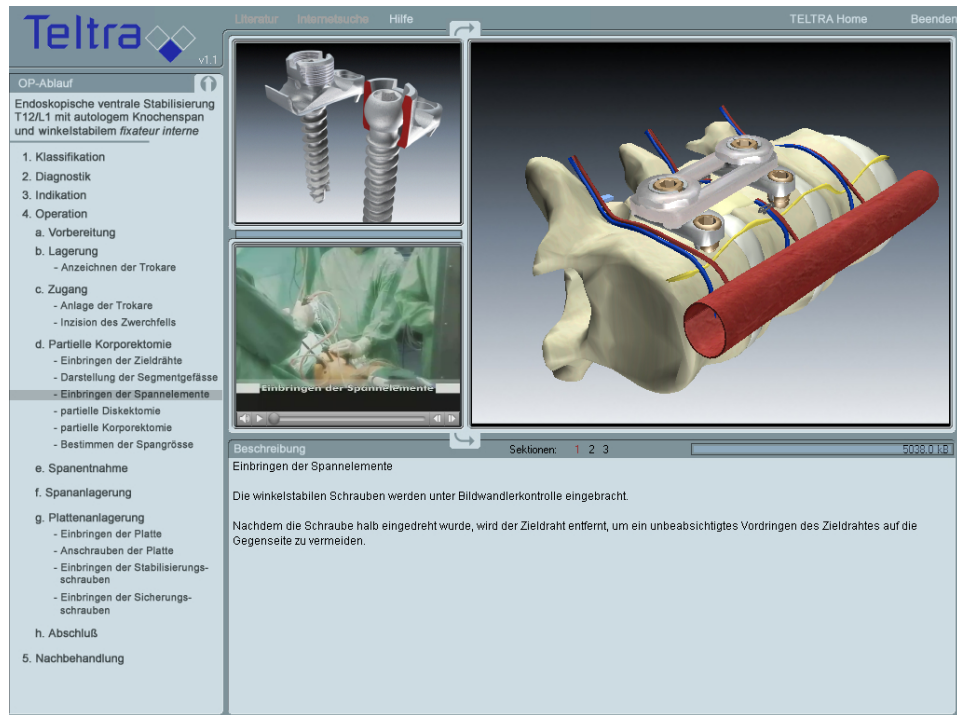 Teltra
v1.1
Literatur Internetsuche Hilfe TELTRA Home Beenden
OP-Ablauf
Endoskopische ventrale Stabilisierung
T12/L1 mit autologem Knochenspan
und winkelstabilem fixateur interne
1. Klassifikation
2. Diagnostik
3. Indikation
4. Operation
a. Vorbereitung
b. Lagerung
- Anzeichnen der Trokare
c. Zugang
- Anlage der Trokare
- Inzision des Zwerchfells
d. Partielle Korporektomie
- Einbringen der Zieldrähte
- Darstellung der Segmentgefässe
- Einbringen der Spannelemente
- partielle Diskektomie
- partielle Korporektomie
- Bestimmen der Spangrösse
e. Spanentnahme
f. Spananlagerung
g. Plattenanlagerung
- Einbringen der Platte
- Anschrauben der Platte
- Einbringen der Stabilisierungs-
schrauben
- Einbringen der Sicherungs-
schrauben
h. Abschluß
5. Nachbehandlung
Einbringen der Spannelemente
Beschreibung Sektionen: 1 2 3 5038.0 kB
Einbringen der Spannelemente
Die winkelstabilen Schrauben werden unter Bildwandlerkontrolle eingebracht.
Nachdem die Schraube halb eingedreht wurde, wird der Zieldraht entfernt, um ein unbeabsichtigtes Vordringen des Zieldrahtes auf die
Gegenseite zu vermeiden.